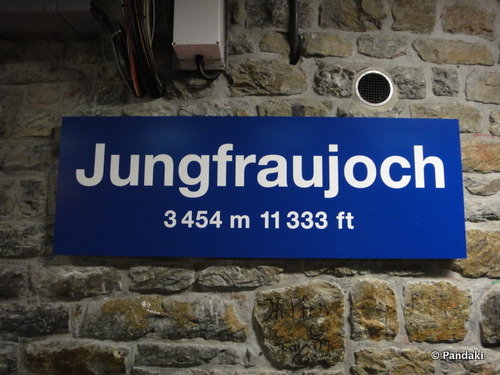 Jungfraujoch
3 454 m 11 333 ft
© Pandaki